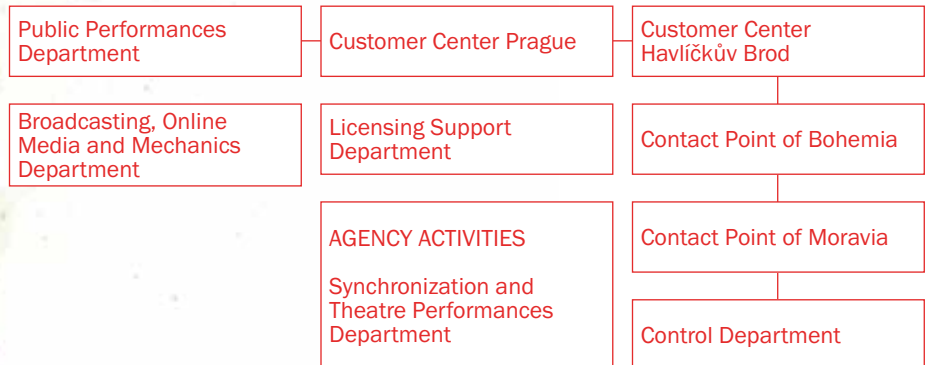 Public Performances
Department
Customer Center Prague
Customer Center
Havlíčkův Brod
Broadcasting, Online
Media and Mechanics
Department
Licensing Support
Department
Contact Point of Bohemia
AGENCY ACTIVITIES
Synchronization and
Theatre Performances
Department
Contact Point of Moravia
Control Department